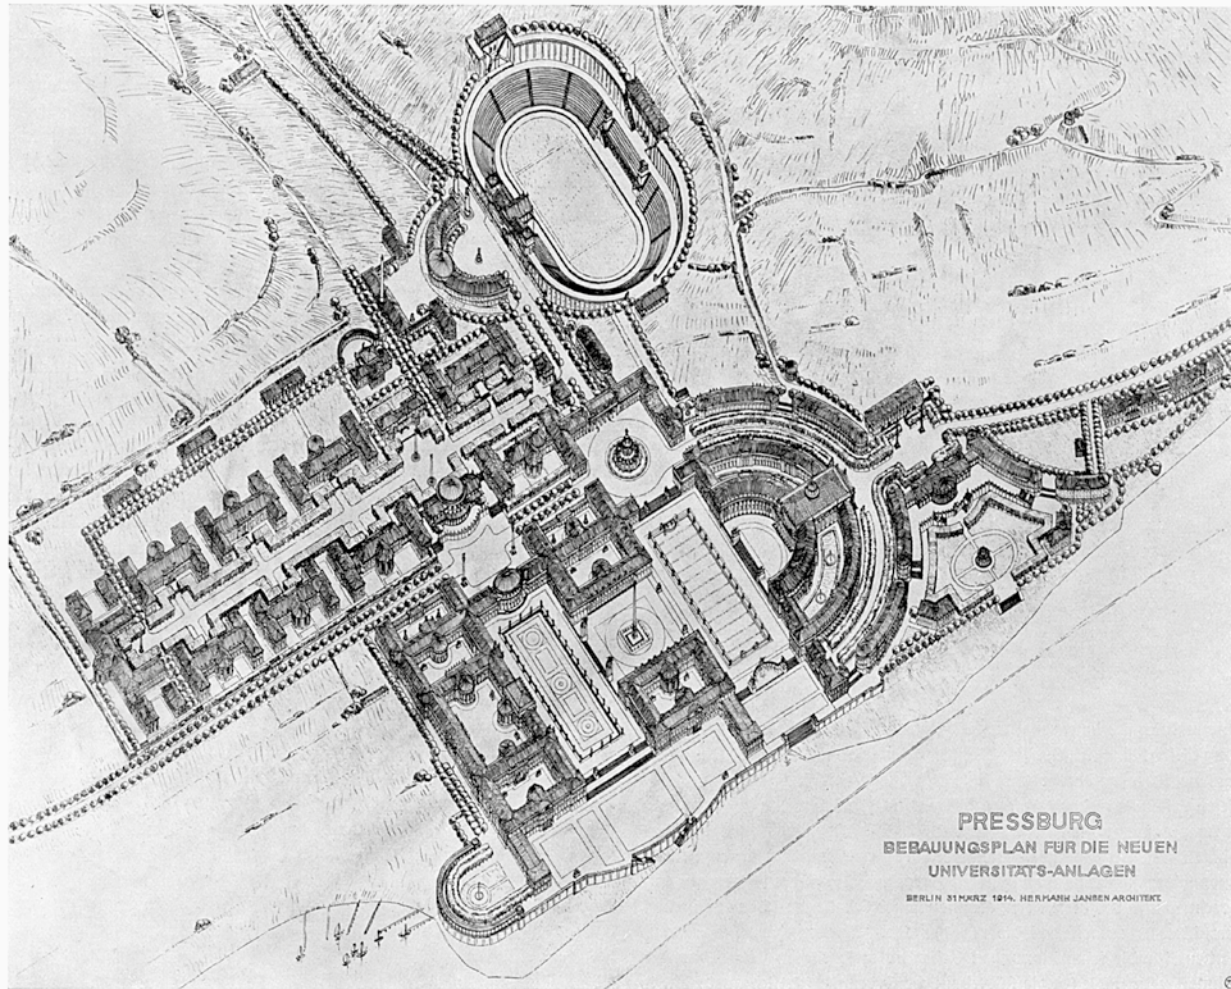 PRESSBURG
BEBAUUNGSPLAN FÜR DIE NEUEN
UNIVERSITÄTS-ANLAGEN
BERLIN 31 MÄRZ 1914. HERMANN JANSEN ARCHITEKT.